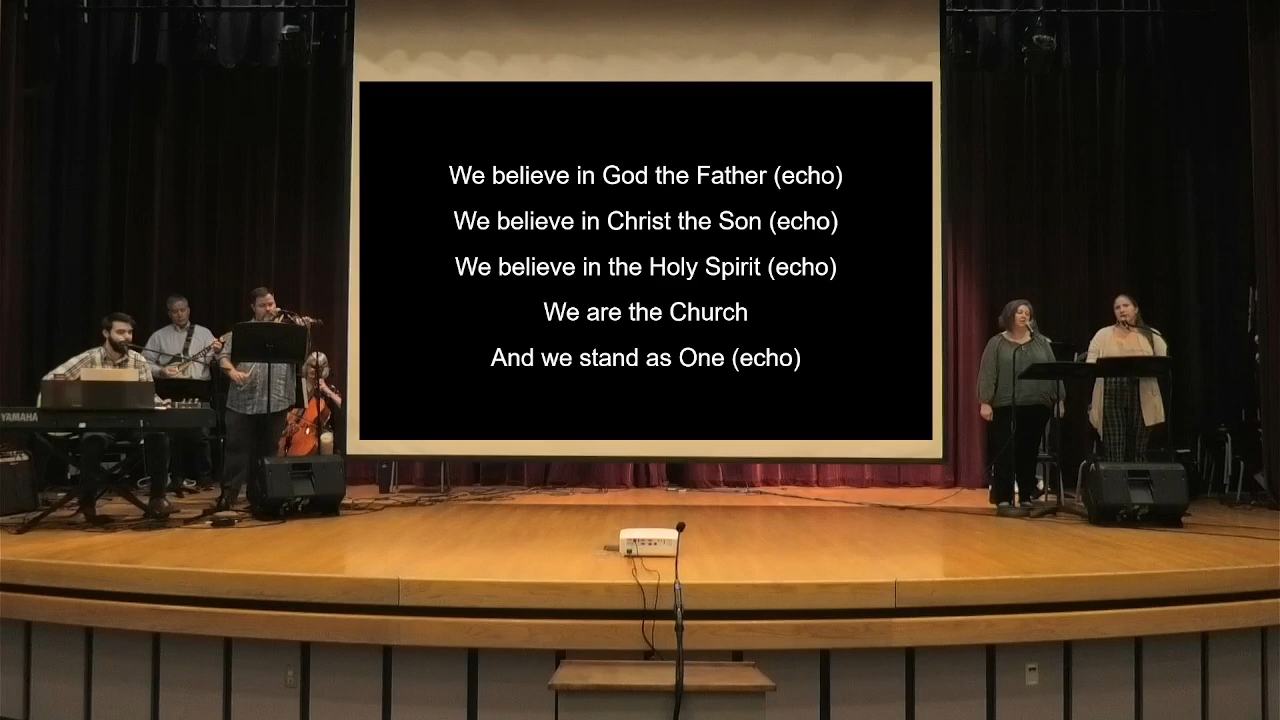 We believe in God the Father (echo)
We believe in Christ the Son (echo)
We believe in the Holy Spirit (echo)
We are the Church
And we stand as One (echo)
YAMAHA